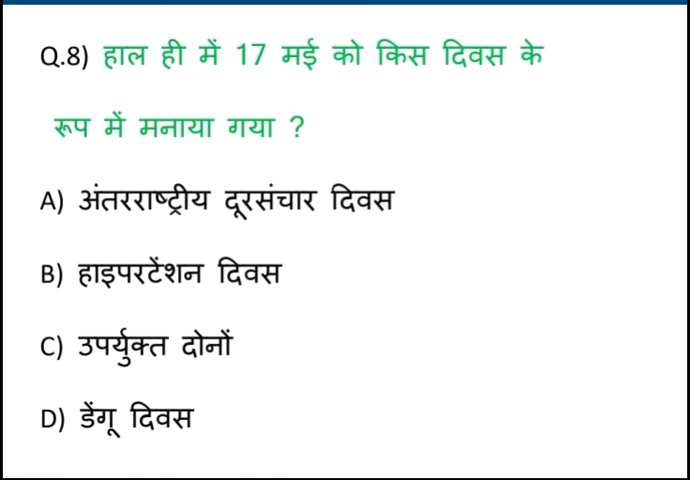 Q.8) हाल ही में 17 मई को किस दिवस के
रूप में मनाया गया ?
A) अंतरराष्ट्रीय दूरसंचार दिवस
B) हाइपरटेंशन दिवस
C) उपर्युक्त दोनों
D) डेंगू दिवस